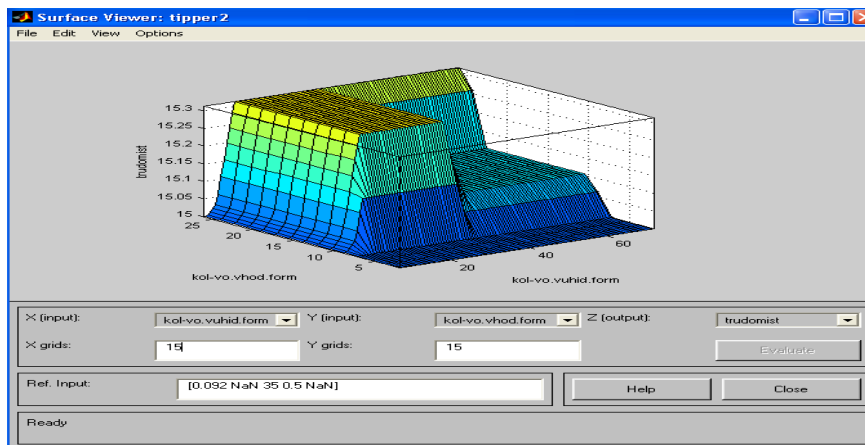 Surface Viewer: tipper2
File Edit View Options
15.3
15.25
15.2
15.15
15.1
15.05
15
trudomist
25
20
15
10
5
kol-vo.vhod.form
20
40
60
kol-vo.vuhid.form
X (input): kol-vo.vuhid.form Y (input): kol-vo.vhod.form Z (output): trudomist
X grids: 15 Y grids: 15 Evaluate
Ref. Input: [0.092 NaN 35 0.5 NaN] Help Close
Ready